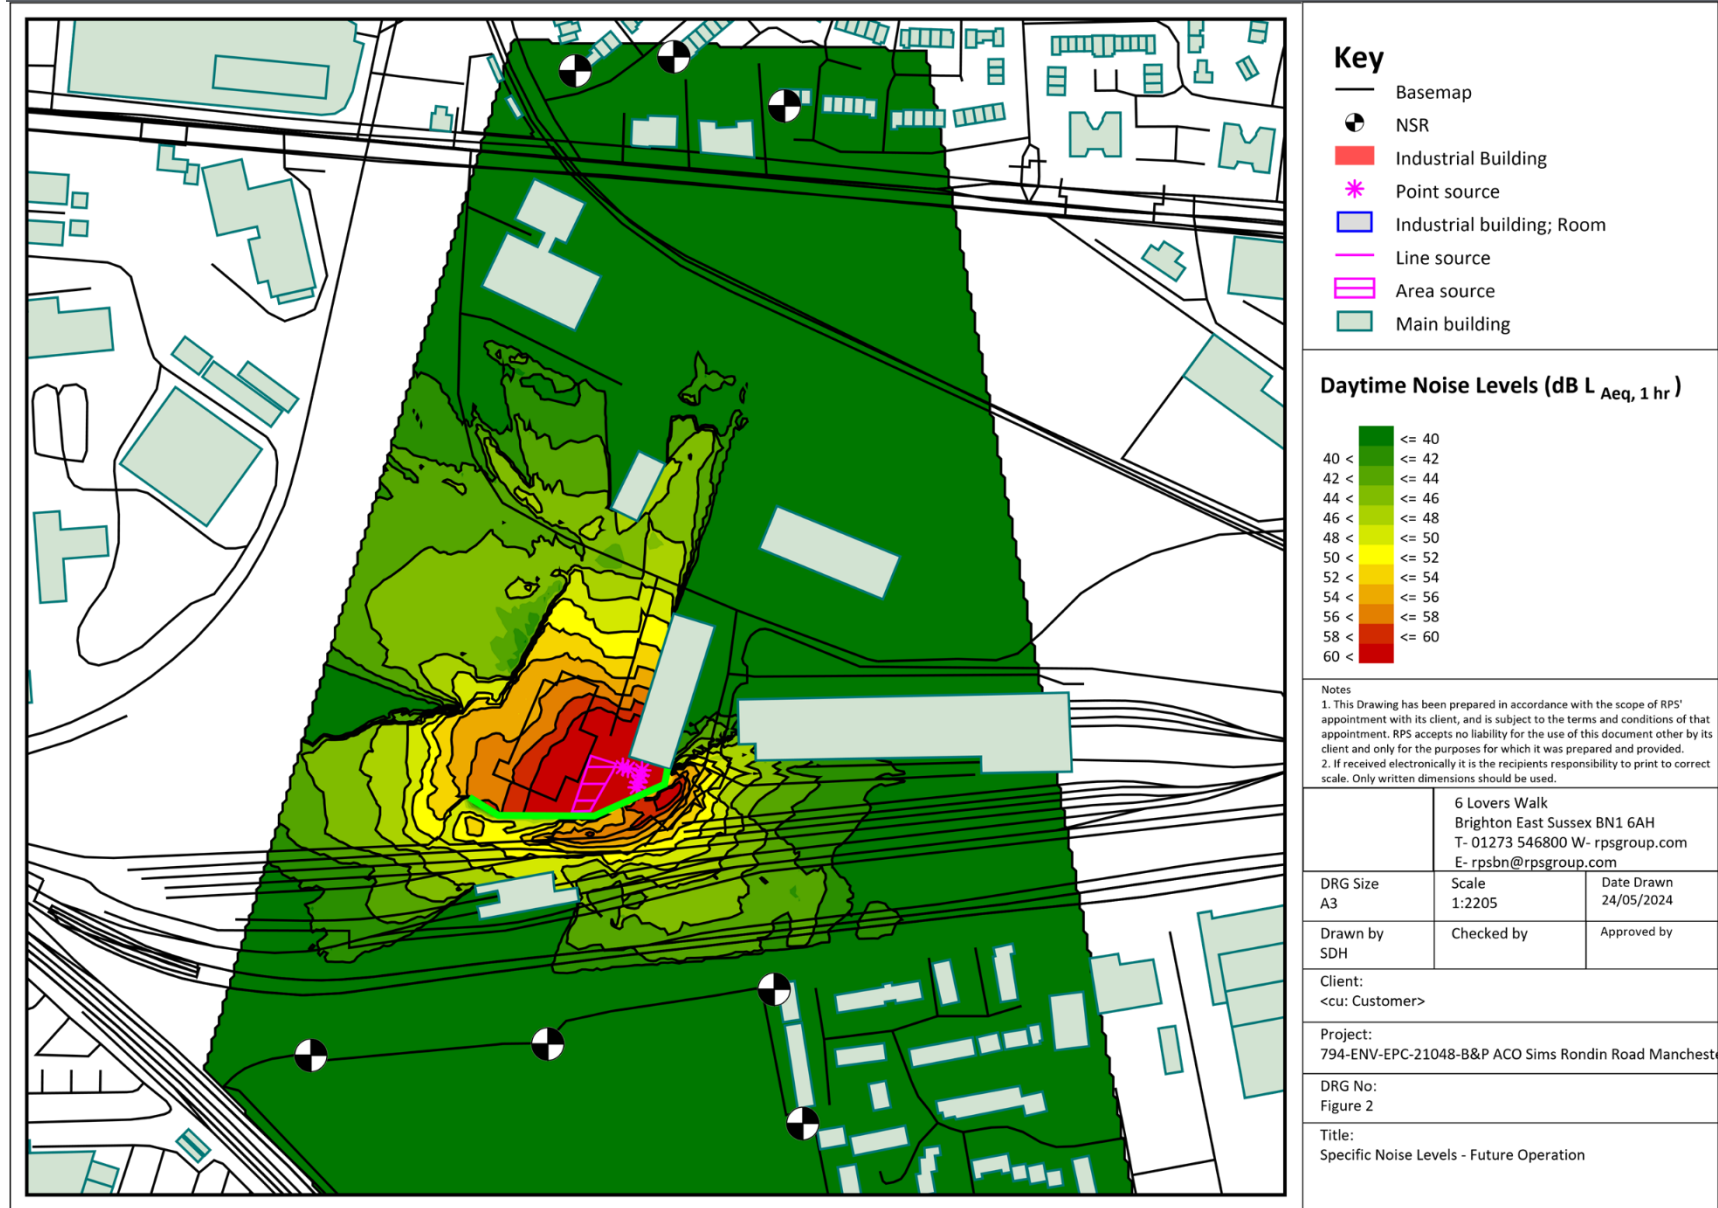 Key
Basemap
NSR
Industrial Building
Point source
Industrial building; Room
Line source
Area source
Main building
Daytime Noise Levels (dB L Aeq, 1 hr )
<= 40
40 < <= 42
42 < <= 44
44 < <= 46
46 < <= 48
48 < <= 50
50 < <= 52
52 < <= 54
54 < <= 56
56 < <= 58
58 < <= 60
60 <
Notes
1. This Drawing has been prepared in accordance with the scope of RPS'
appointment with its client, and is subject to the terms and conditions of that
appointment. RPS accepts no liability for the use of this document other by its
client and only for the purposes for which it was prepared and provided.
2. If received electronically it is the recipients responsibility to print to correct
scale. Only written dimensions should be used.
6 Lovers Walk
Brighton East Sussex BN1 6AH
T- 01273 546800 W- rpsgroup.com
E- rpsbn@rpsgroup.com
DRG Size Scale Date Drawn
A3 1:2205 24/05/2024
Drawn by Checked by Approved by
SDH
Client:
<cu: Customer>
Project:
794-ENV-EPC-21048-B&P ACO Sims Rondin Road Mancheste
DRG No:
Figure 2
Title:
Specific Noise Levels - Future Operation